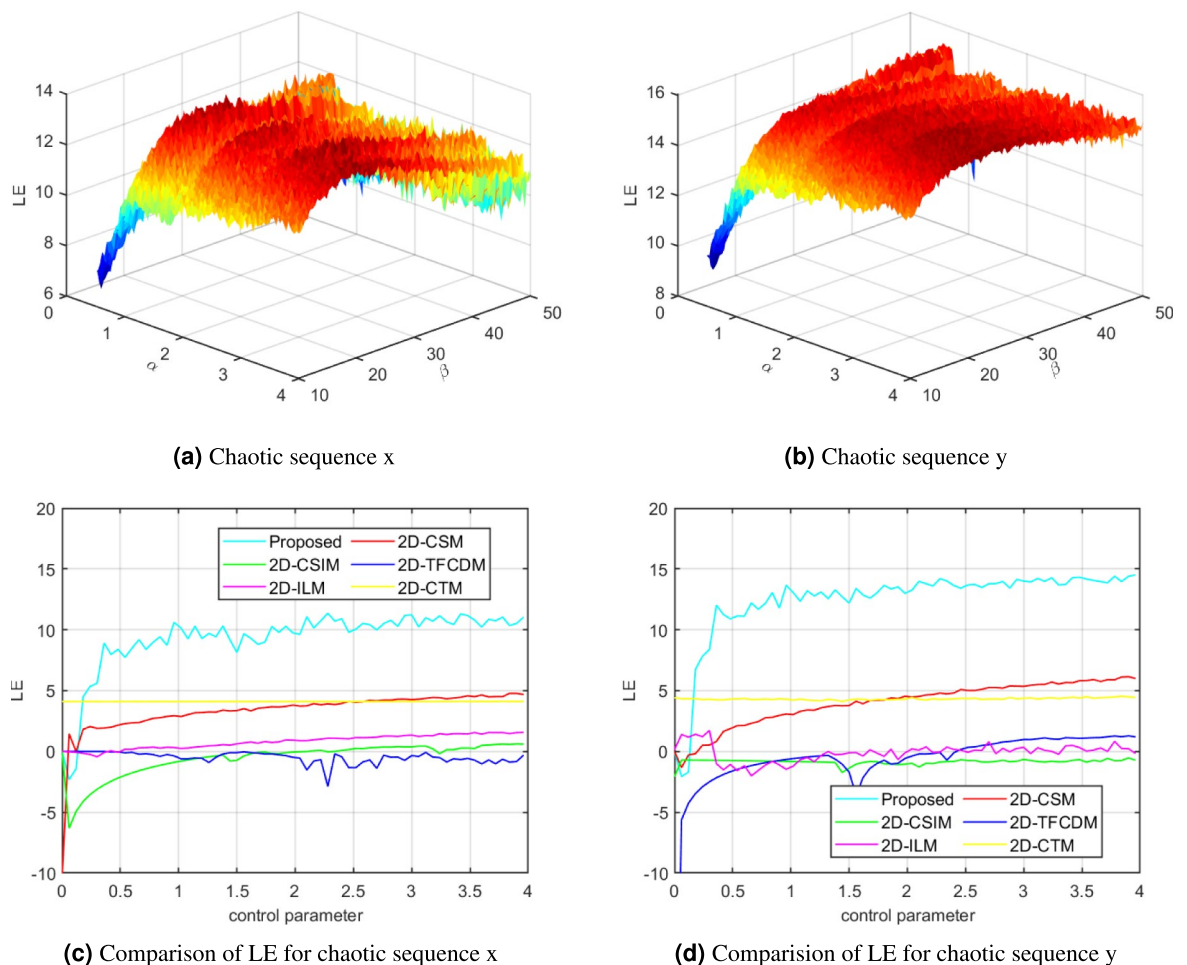 14
12
10
8
6
LE
0
1
2
3
4
α
10
20
30
40
50
β
(a) Chaotic sequence x
16
14
12
10
8
LE
0
1
2
3
4
α
10
20
30
40
50
β
(b) Chaotic sequence y
20
15
10
5
0
-5
-10
LE
Proposed 2D-CSM
2D-CSIM 2D-TFCDM
2D-ILM 2D-CTM
0 0.5 1 1.5 2 2.5 3 3.5 4
control parameter
(c) Comparison of LE for chaotic sequence x
20
15
10
5
0
-5
-10
LE
Proposed 2D-CSM
2D-CSIM 2D-TFCDM
2D-ILM 2D-CTM
0 0.5 1 1.5 2 2.5 3 3.5 4
control parameter
(d) Comparision of LE for chaotic sequence y